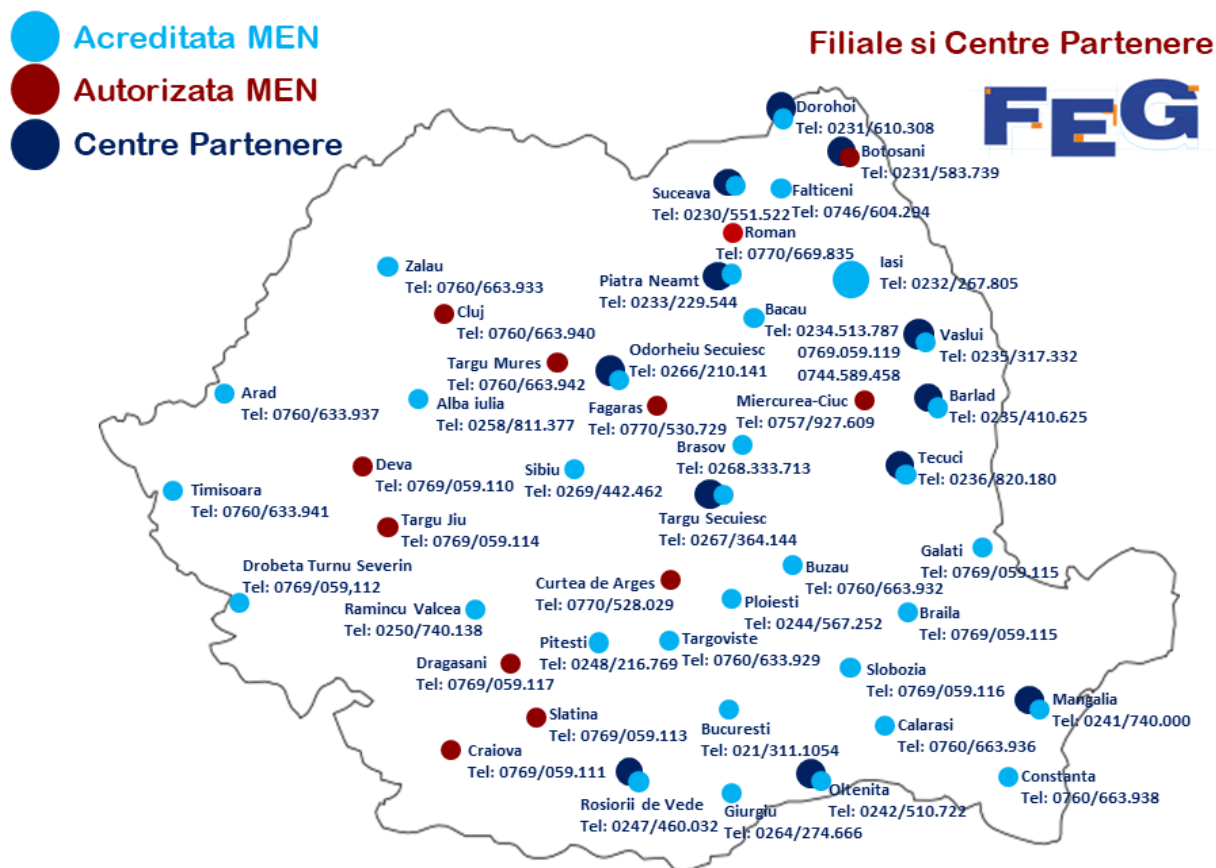 Acreditata MEN
Autorizata MEN
Centre Partenere
Filiale si Centre Partenere
FEG
Dorohoi
Tel: 0231/610.308
Botosani
Tel: 0231/583.739
Suceava
Tel: 0230/551.522
Falticeni
Tel: 0746/604.294
Roman
Tel: 0770/669.835
Iasi
Tel: 0232/267.805
Zalau
Tel: 0760/663.933
Piatra Neamt
Tel: 0233/229.544
Cluj
Tel: 0760/663.940
Bacau
Tel: 0234.513.787
0769.059.119
0744.589.458
Vaslui
Tel: 0235/317.332
Targu Mures
Tel: 0760/663.942
Odorheiu Secuiesc
Tel: 0266/210.141
Arad
Tel: 0760/633.937
Alba iulia
Tel: 0258/811.377
Fagaras
Tel: 0770/530.729
Miercurea-Ciuc
Tel: 0757/927.609
Barlad
Tel: 0235/410.625
Brasov
Tel: 0268.333.713
Deva
Tel: 0769/059.110
Sibiu
Tel: 0269/442.462
Tecuci
Tel: 0236/820.180
Timisoara
Tel: 0760/633.941
Targu Jiu
Tel: 0769/059.114
Targu Secuiesc
Tel: 0267/364.144
Galati
Tel: 0769/059.115
Drobeta Turnu Severin
Tel: 0769/059,112
Curtea de Arges
Tel: 0770/528.029
Buzau
Tel: 0760/663.932
Ramincu Valcea
Tel: 0250/740.138
Ploiesti
Tel: 0244/567.252
Braila
Tel: 0769/059.115
Pitesti
Tel: 0248/216.769
Targoviste
Tel: 0760/633.929
Dragasani
Tel: 0769/059.117
Slobozia
Tel: 0769/059.116
Mangalia
Tel: 0241/740.000
Slatina
Tel: 0769/059.113
Bucuresti
Tel: 021/311.1054
Calarasi
Tel: 0760/663.936
Craiova
Tel: 0769/059.111
Constanta
Tel: 0760/663.938
Rosiorii de Vede
Tel: 0247/460.032
Giurgiu
Tel: 0264/274.666
Oltenita
Tel: 0242/510.722